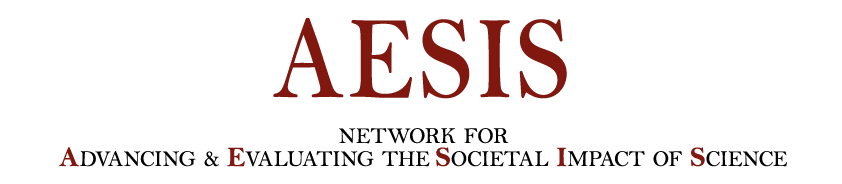 AESIS
NETWORK FOR
ADVANCING & EVALUATING THE SOCIETAL IMPACT OF SCIENCE